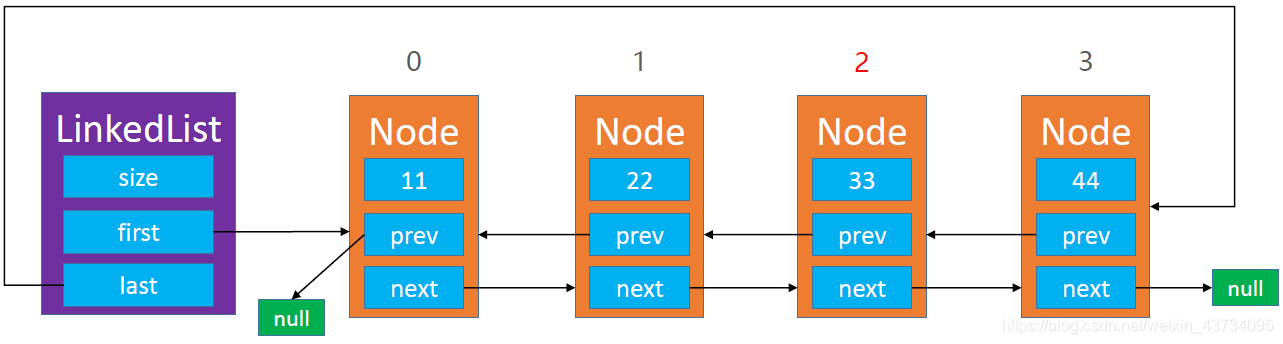 0 1 2 3
LinkedList Node Node Node Node
size 11 22 33 44
first prev prev prev prev
last next next next next null
null
https://blog.csdn.net/weixin_43734095